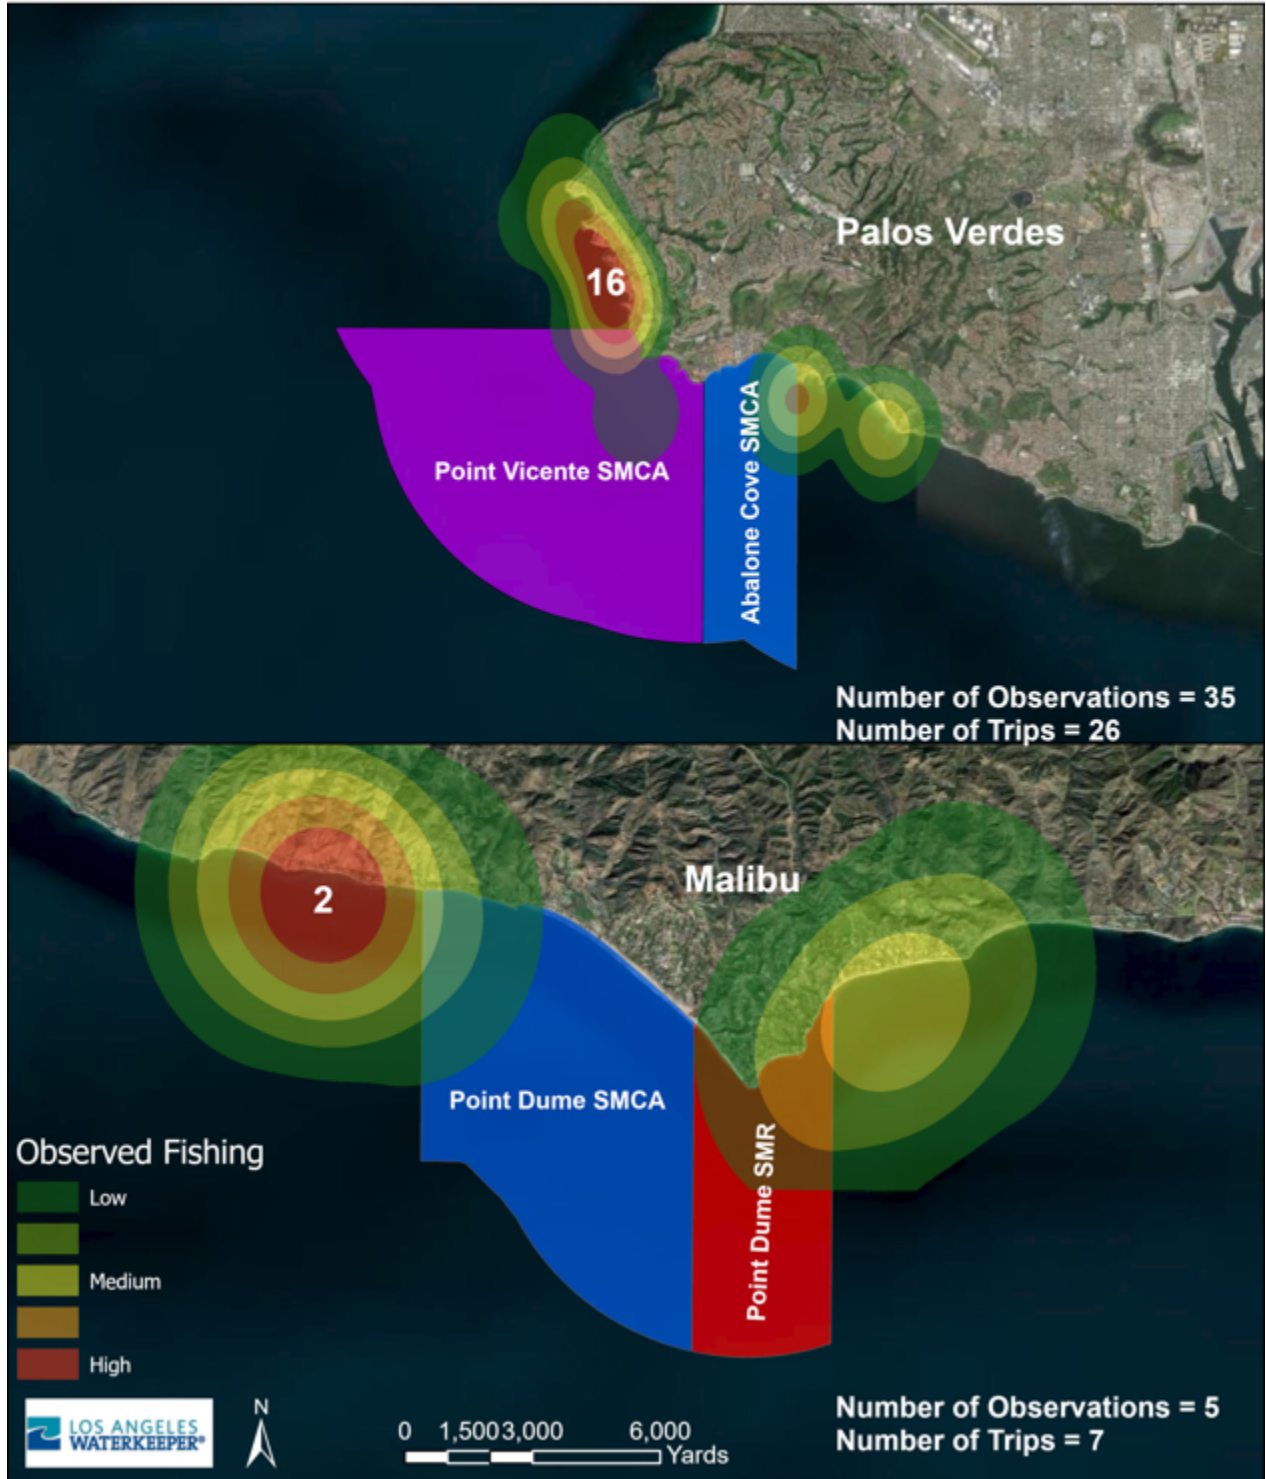 16
Palos Verdes
Point Vicente SMCA
Abalone Cove SMCA
Number of Observations = 35
Number of Trips = 26
2
Malibu
Point Dume SMCA
Point Dume SMR
Observed Fishing
Low
Medium
High
LOS ANGELES
WATERKEEPER®
N
0 1,500 3,000 6,000
Yards
Number of Observations = 5
Number of Trips = 7